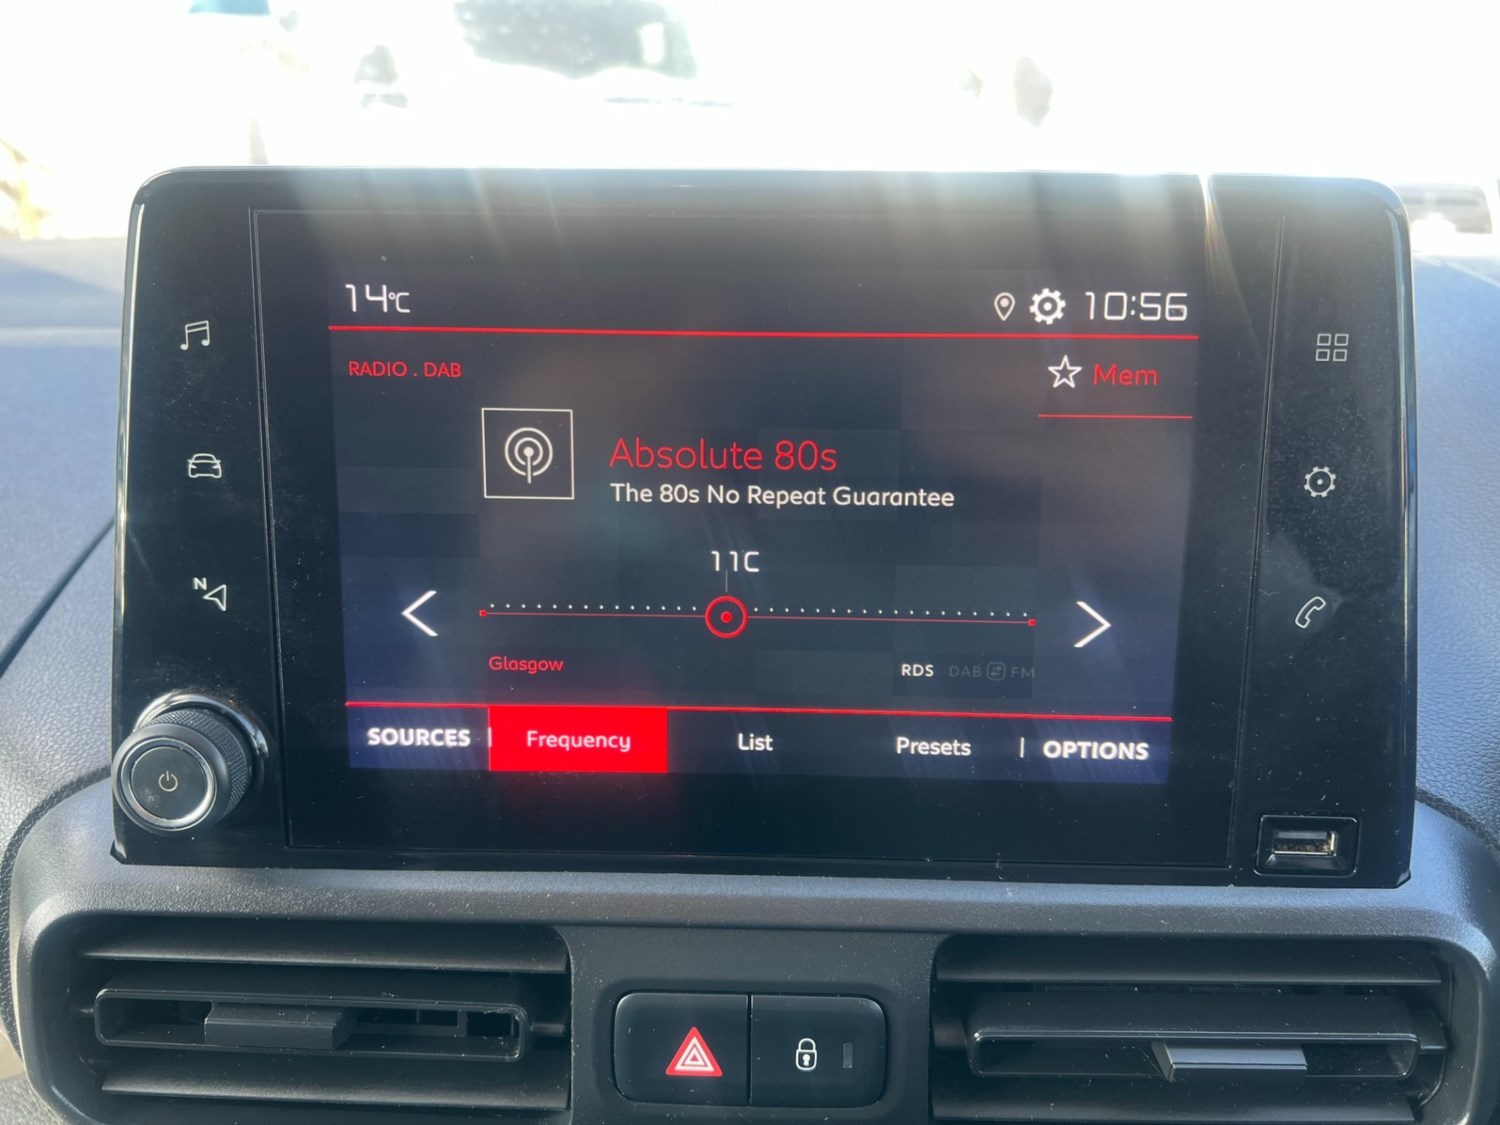 14°C
10:56
RADIO . DAB
Mem
Absolute 80s
The 80s No Repeat Guarantee
11C
N
Glasgow
RDS DAB FM
SOURCES | Frequency List Presets | OPTIONS